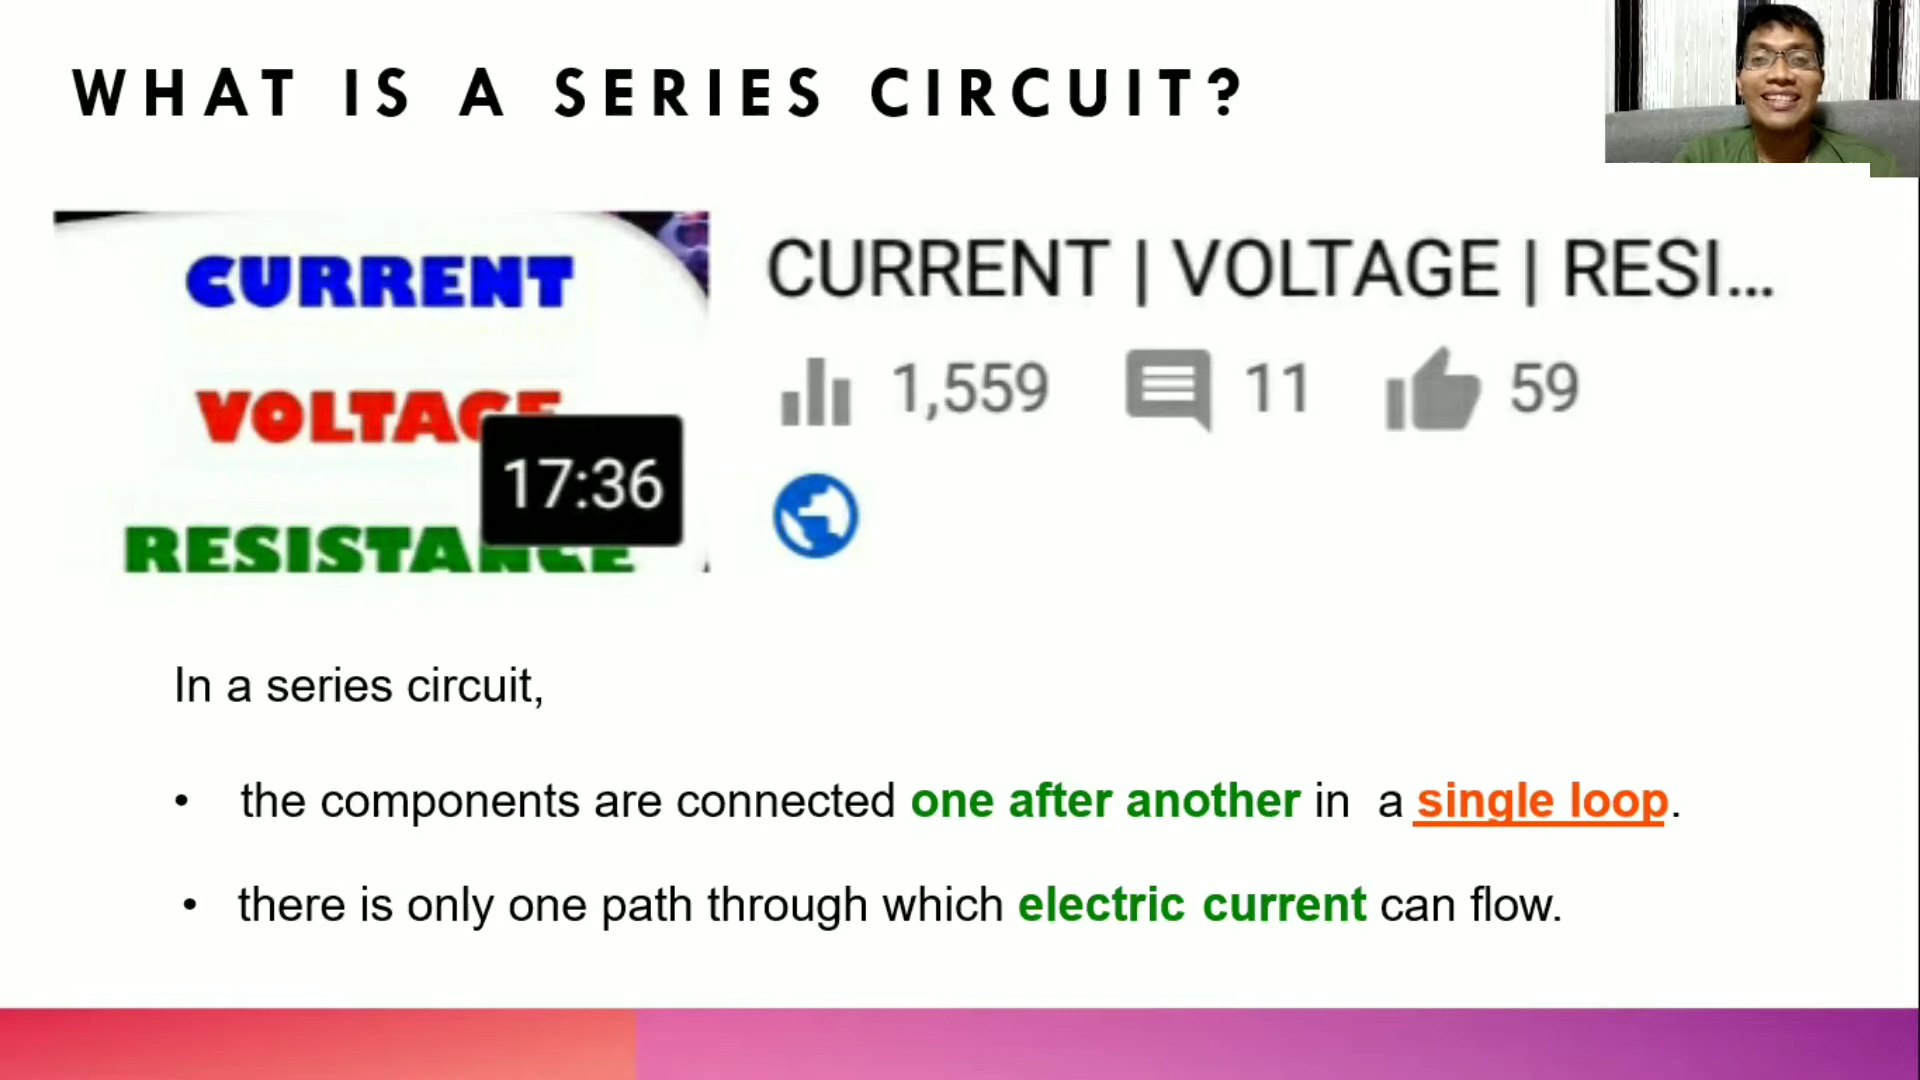 WHAT IS A SERIES CIRCUIT?
CURRENT
VOLTAGE
17:36
RESISTANCE
CURRENT | VOLTAGE | RESI...
1,559 11 59
In a series circuit,
• the components are connected one after another in a single loop.
• there is only one path through which electric current can flow.